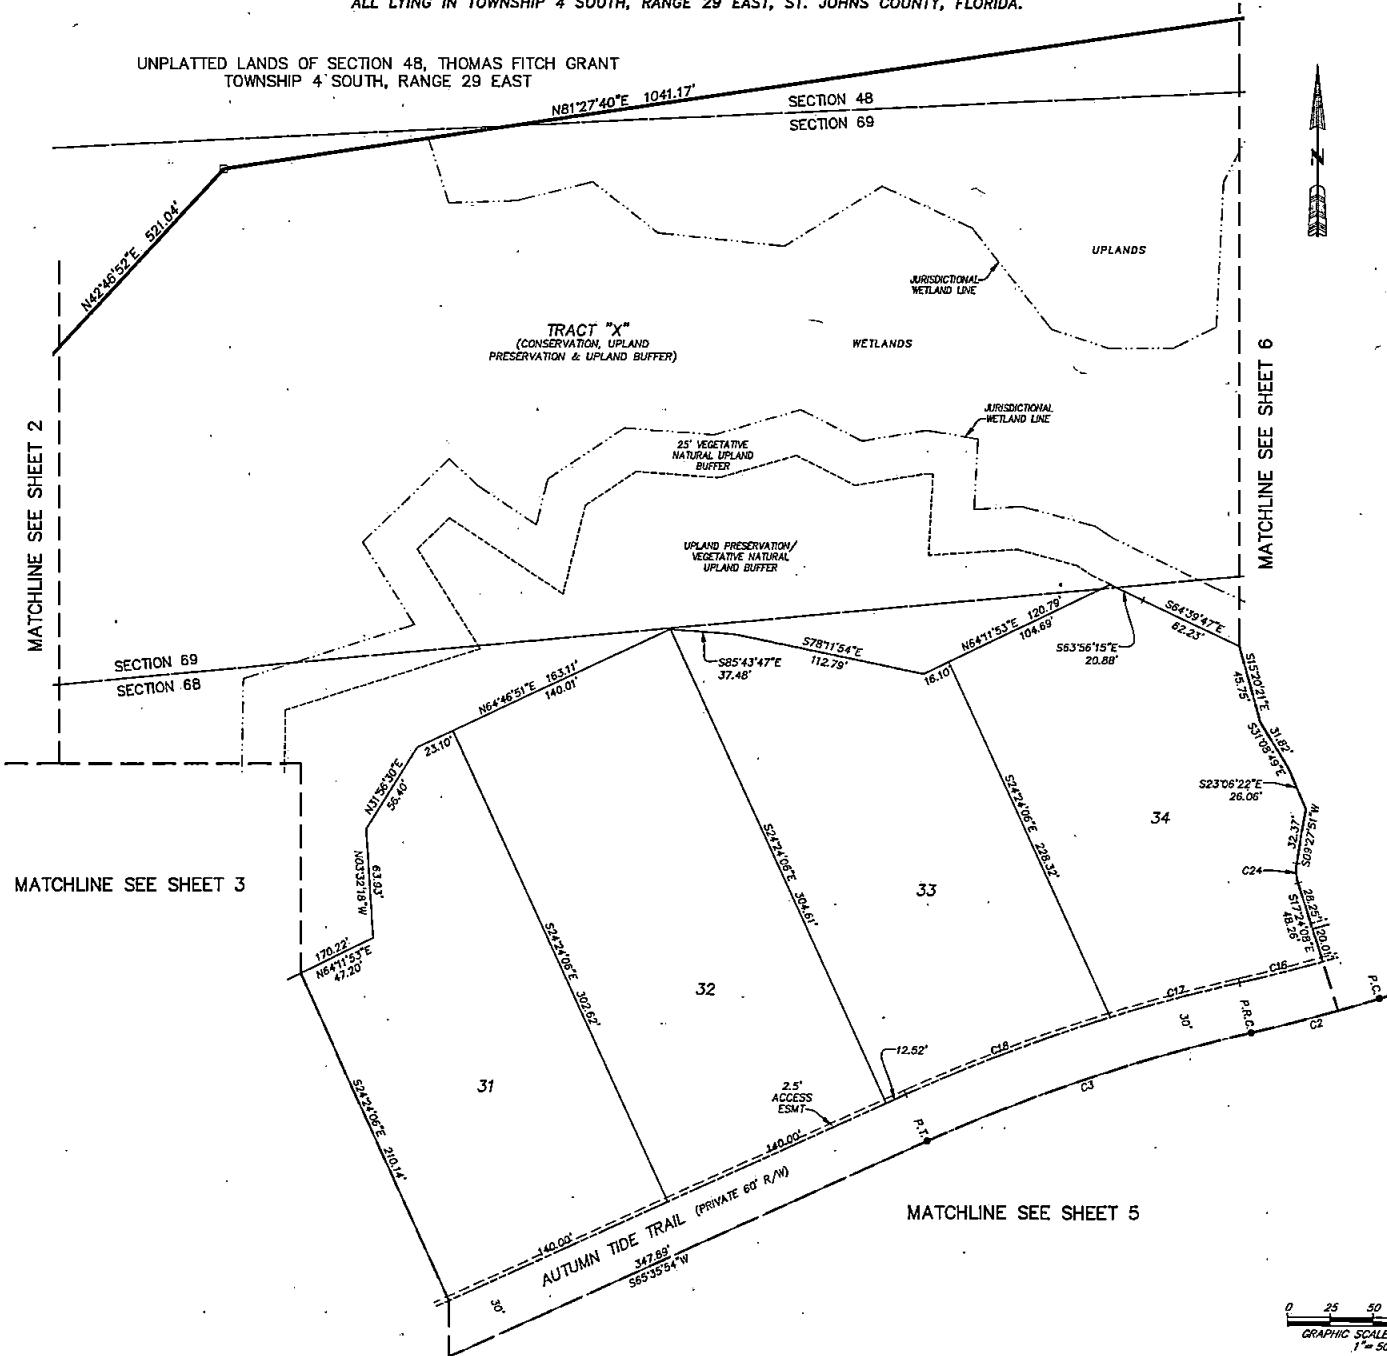 ALL LYING IN TOWNSHIP 4 SOUTH, RANGE 29 EAST, ST. JOHNS COUNTY, FLORIDA.
UNPLATTED LANDS OF SECTION 48, THOMAS FITCH GRANT
TOWNSHIP 4 SOUTH, RANGE 29 EAST
N81°27'40"E 1041.17'
SECTION 48
SECTION 69
N
N42°46'52"E 521.04'
UPLANDS
JURISDICTIONAL
WETLAND LINE
TRACT "X"
(CONSERVATION, UPLAND
PRESERVATION & UPLAND BUFFER)
WETLANDS
MATCHLINE SEE SHEET 2
MATCHLINE SEE SHEET 6
JURISDICTIONAL
WETLAND LINE
25' VEGETATIVE
NATURAL UPLAND
BUFFER
UPLAND PRESERVATION/
VEGETATIVE NATURAL
UPLAND BUFFER
SECTION 69
SECTION 68
N64°46'51"E 163.11'
140.01'
23.10'
S85°43'47"E
37.48'
S78°11'54"E
112.79'
N64°11'53"E 120.79'
104.69'
16.10'
S63°56'15"E
20.88'
S64°39'47"E
62.23'
S15°20'21"E
45.75'
31.82'
S31°08'49"E
S23°06'22"E
26.06'
32.37'
S09°27'51"W
C24
28.25'
20.01'
S17°24'08"E
48.26'
N31°56'30"E
56.40'
63.93'
N03°32'18"W
MATCHLINE SEE SHEET 3
170.22'
N64°11'53"E
47.20'
S24°24'06"E 210.14'
S24°24'06"E 302.62'
S24°24'06"E 304.61'
S24°24'06"E 228.32'
31
32
33
34
C16
C17
C18
30'
P.R.C.
C2
P.C.
C3
12.52'
2.5'
ACCESS
ESMT
P.T.
140.00'
140.00'
AUTUMN TIDE TRAIL (PRIVATE 60' R/W)
347.89'
S65°35'54"W
30'
MATCHLINE SEE SHEET 5
0 25 50
GRAPHIC SCALE